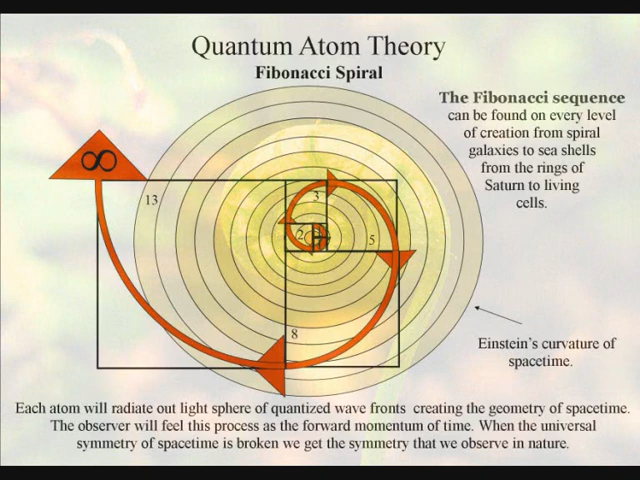 Quantum Atom Theory
Fibonacci Spiral
The Fibonacci sequence
can be found on every level
of creation from spiral
galaxies to sea shells
from the rings of
Saturn to living
cells.
∞
13
3
2
5
8
Einstein's curvature of
spacetime.
Each atom will radiate out light sphere of quantized wave fronts creating the geometry of spacetime.
The observer will feel this process as the forward momentum of time. When the universal
symmetry of spacetime is broken we get the symmetry that we observe in nature.